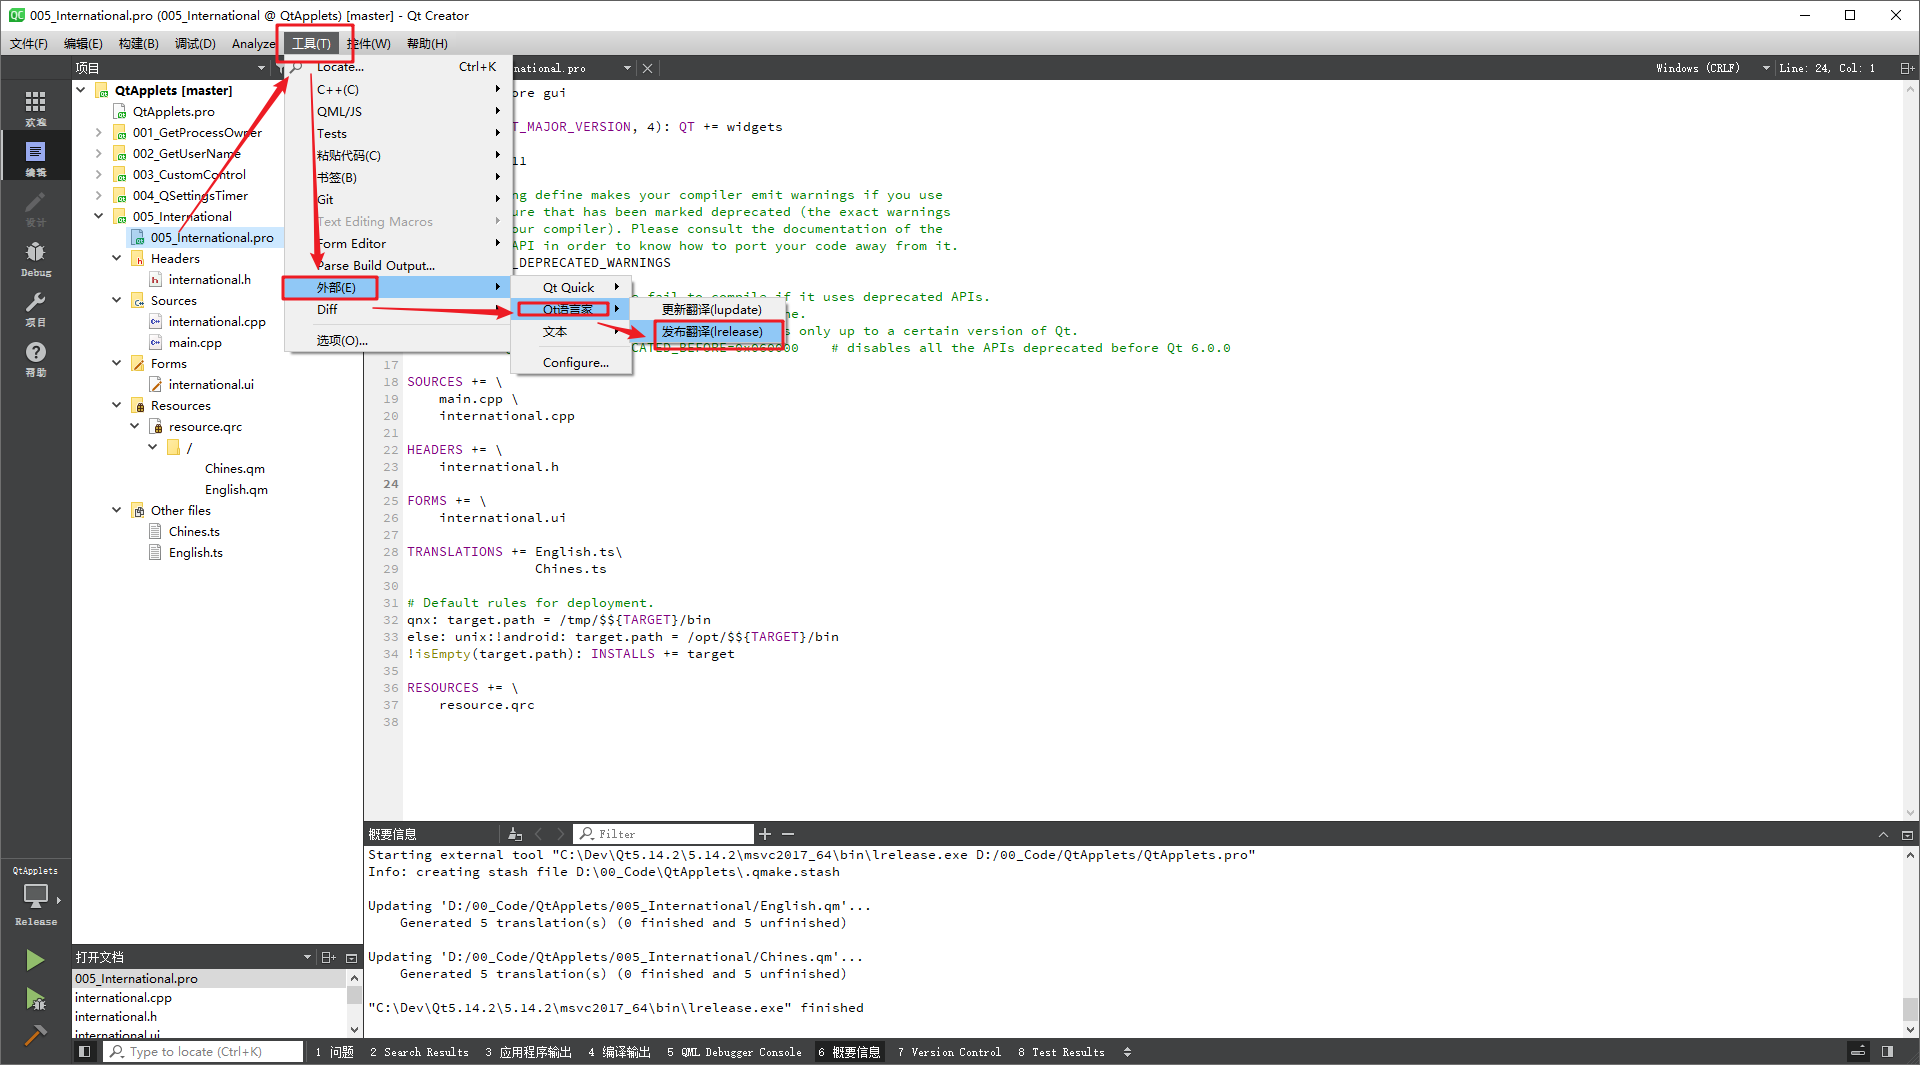 005_International.pro (005_International @ QtApplets) [master] - Qt Creator
文件(F) 编辑(E) 构建(B) 调试(D) Analyze 工具(T) 控件(W) 帮助(H)
项目
national.pro
Windows (CRLF)
Line: 24, Col: 1
欢迎
编辑
设计
Debug
项目
帮助
QtApplets
Release
QtApplets [master]
QtApplets.pro
001_GetProcessOwner
002_GetUserName
003_CustomControl
004_QSettingsTimer
005_International
005_International.pro
Headers
international.h
Sources
international.cpp
main.cpp
Forms
international.ui
Resources
resource.qrc
/
Chines.qm
English.qm
Other files
Chines.ts
English.ts
Locate... Ctrl+K
C++(C)
QML/JS
Tests
粘贴代码(C)
书签(B)
Git
Text Editing Macros
Form Editor
Parse Build Output...
外部(E)
Diff
选项(O)...
Qt Quick
Qt语言家
文本
Configure...
更新翻译(lupdate)
发布翻译(lrelease)
ore gui
T_MAJOR_VERSION, 4): QT += widgets
11
ng define makes your compiler emit warnings if you use
ure that has been marked deprecated (the exact warnings
our compiler). Please consult the documentation of the
API in order to know how to port your code away from it.
_DEPRECATED_WARNINGS
s fail to compile if it uses deprecated APIs.
ne.
s only up to a certain version of Qt.
CATED_BEFORE=0x060000 # disables all the APIs deprecated before Qt 6.0.0
17
18 SOURCES += \
19 main.cpp \
20 international.cpp
21
22 HEADERS += \
23 international.h
24
25 FORMS += \
26 international.ui
27
28 TRANSLATIONS += English.ts\
29 Chines.ts
30
31 # Default rules for deployment.
32 qnx: target.path = /tmp/$${TARGET}/bin
33 else: unix:!android: target.path = /opt/$${TARGET}/bin
34 !isEmpty(target.path): INSTALLS += target
35
36 RESOURCES += \
37 resource.qrc
38
概要信息
Filter
Starting external tool "C:\Dev\Qt5.14.2\5.14.2\msvc2017_64\bin\lrelease.exe D:/00_Code/QtApplets/QtApplets.pro"
Info: creating stash file D:\00_Code\QtApplets\.qmake.stash
Updating 'D:/00_Code/QtApplets/005_International/English.qm'...
Generated 5 translation(s) (0 finished and 5 unfinished)
Updating 'D:/00_Code/QtApplets/005_International/Chines.qm'...
Generated 5 translation(s) (0 finished and 5 unfinished)
"C:\Dev\Qt5.14.2\5.14.2\msvc2017_64\bin\lrelease.exe" finished
打开文档
005_International.pro
international.cpp
international.h
international.ui
Type to locate (Ctrl+K)
1 问题 2 Search Results 3 应用程序输出 4 编译输出 5 QML Debugger Console 6 概要信息 7 Version Control 8 Test Results